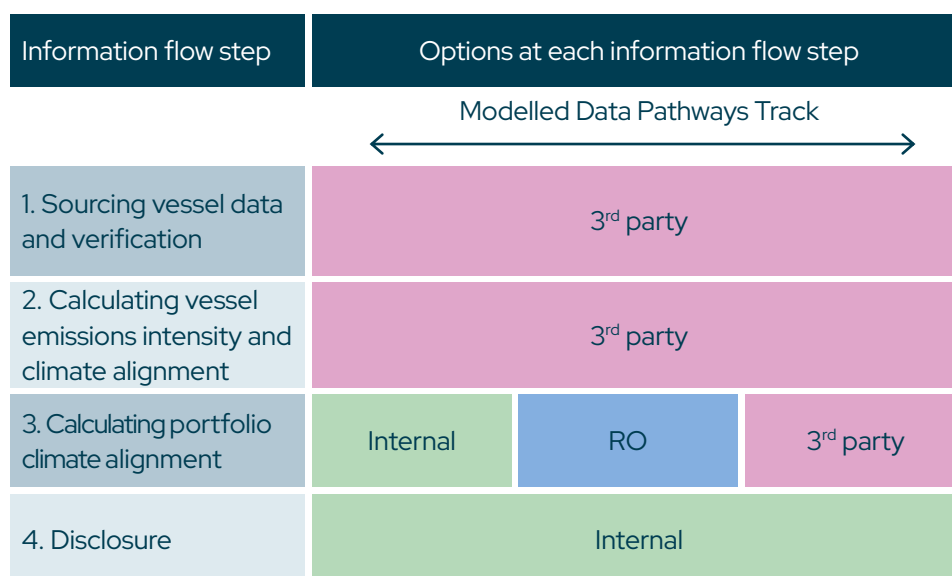 Information flow step
Options at each information flow step
Modelled Data Pathways Track
1. Sourcing vessel data
and verification
3rd party
2. Calculating vessel
emissions intensity and
climate alignment
3rd party
3. Calculating portfolio
climate alignment
Internal
RO
3rd party
4. Disclosure
Internal